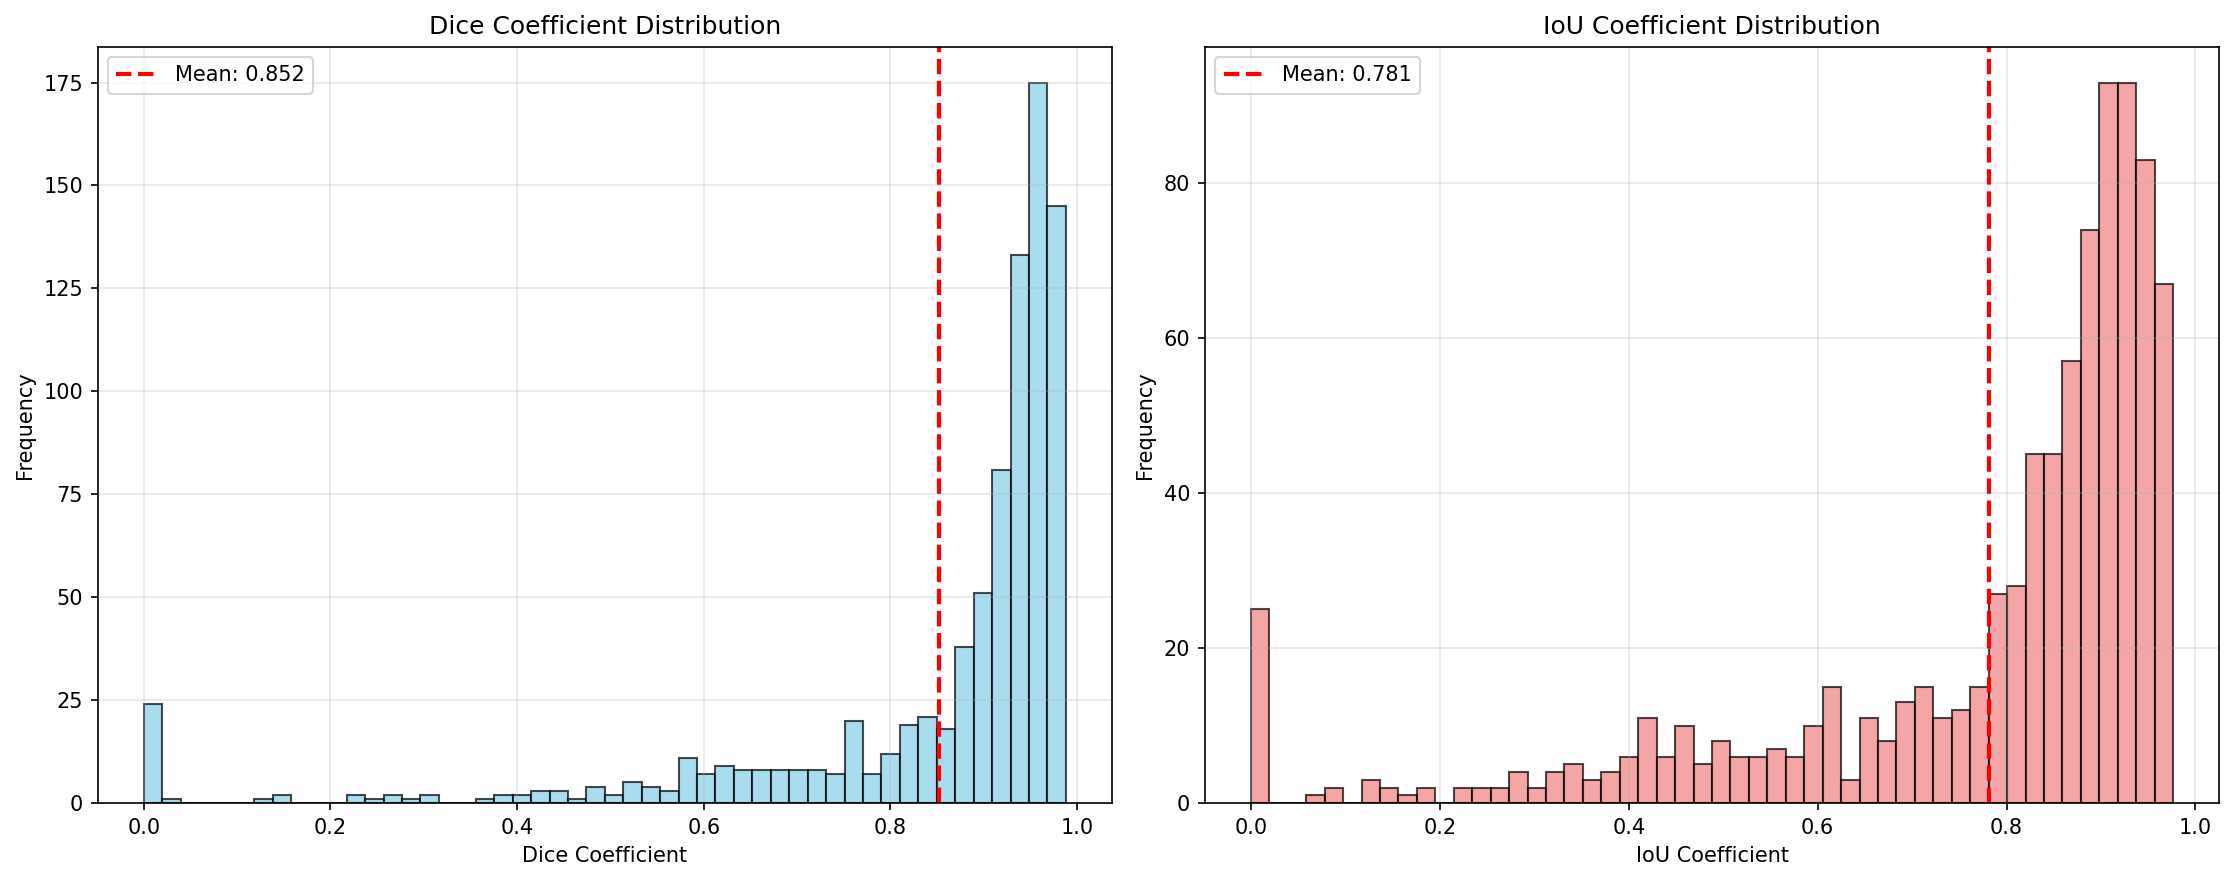 Dice Coefficient Distribution
Mean: 0.852
175
150
125
100
75
50
25
0
Frequency
0.0 0.2 0.4 0.6 0.8 1.0
Dice Coefficient
IoU Coefficient Distribution
Mean: 0.781
80
60
40
20
0
Frequency
0.0 0.2 0.4 0.6 0.8 1.0
IoU Coefficient